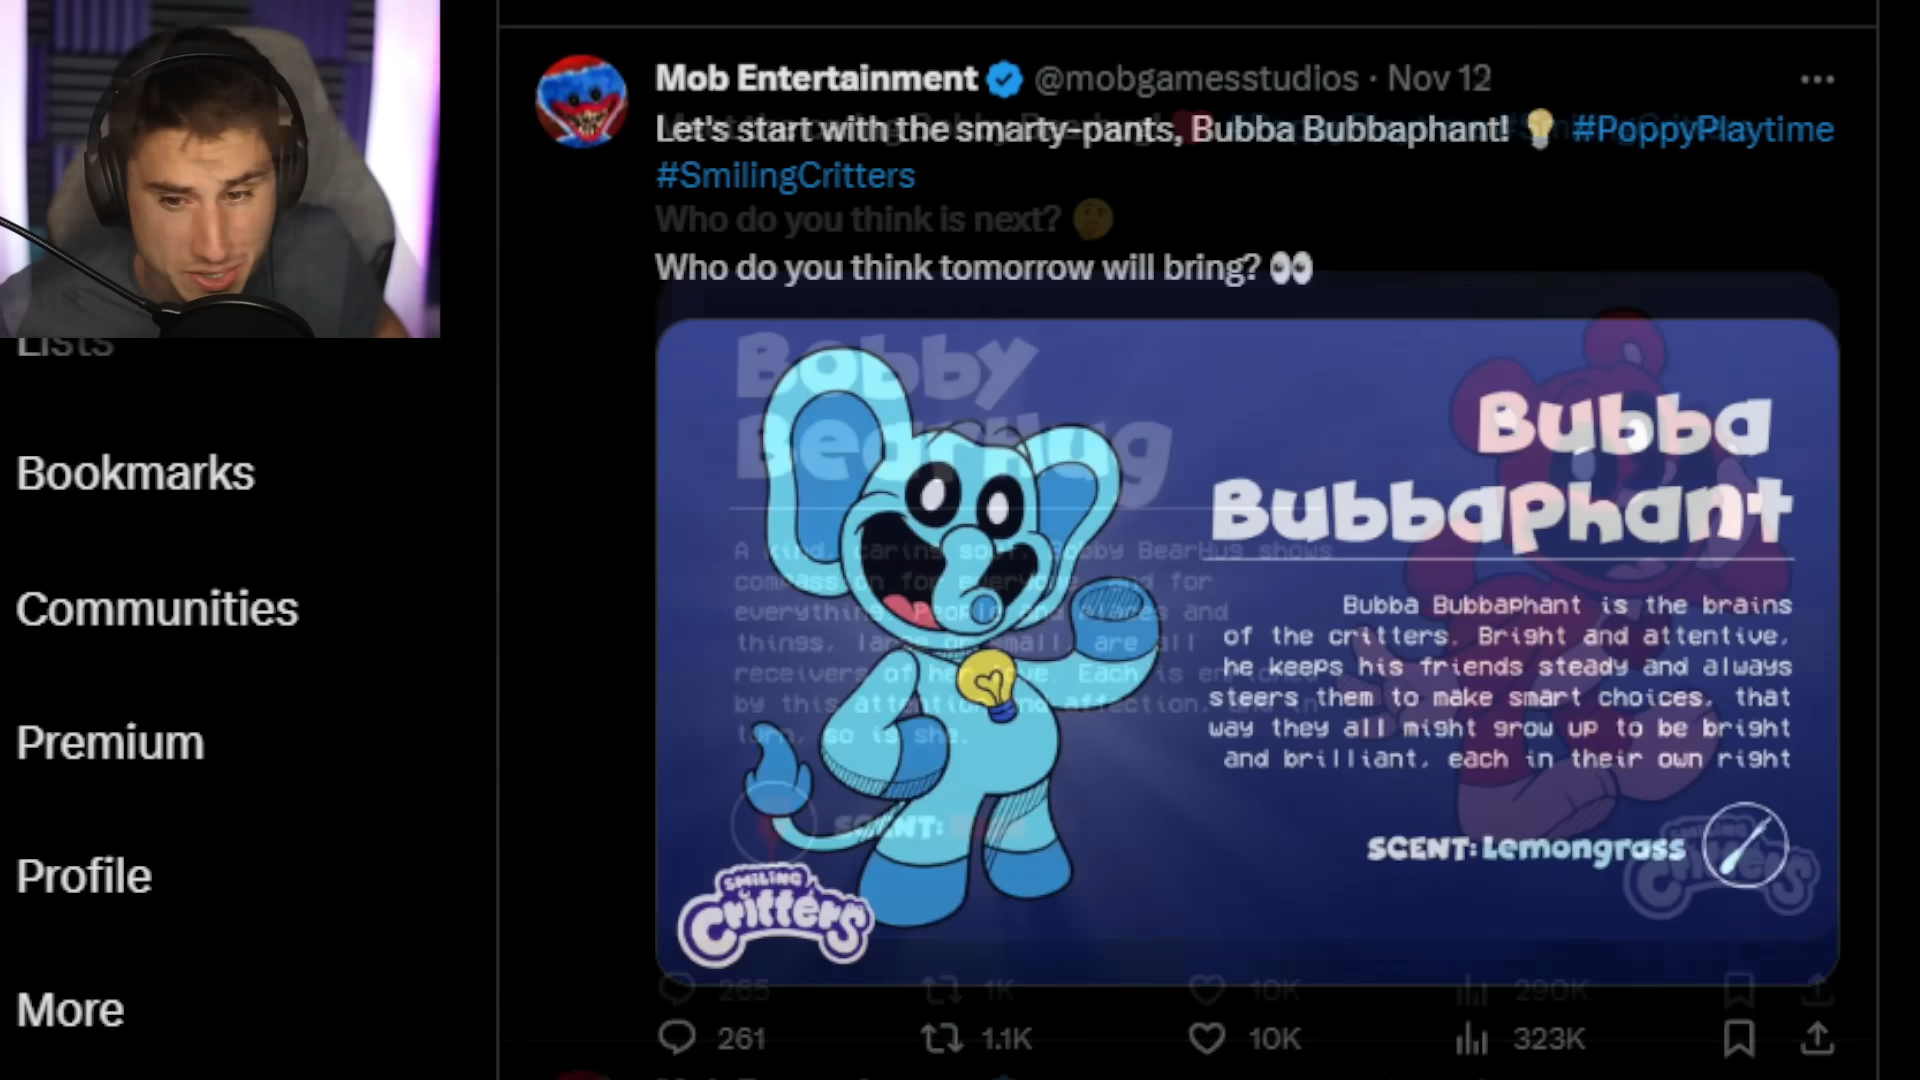 Mob Entertainment @mobgamesstudios · Nov 12
Let's start with the smarty-pants, Bubba Bubbaphant! 💡 #PoppyPlaytime
#SmilingCritters
Who do you think is next? 🤔
Who do you think tomorrow will bring? 👀
Bobby
BearHug
A kind, caring soul, Bobby BearHug shows
compassion for everyone, and for
everything. People and places and
things, large or small, are all
receivers of her love. Each is enriched
by this attention and affection,
turn, so is she.
SCENT:
Bubba
Bubbaphant
Bubba Bubbaphant is the brains
of the critters. Bright and attentive,
he keeps his friends steady and always
steers them to make smart choices, that
way they all might grow up to be bright
and brilliant, each in their own right
SCENT: Lemongrass
SMILING
Critters
SMILING
Critters
265 1K 10K 290K
261 1.1K 10K 323K
Lists
Bookmarks
Communities
Premium
Profile
More